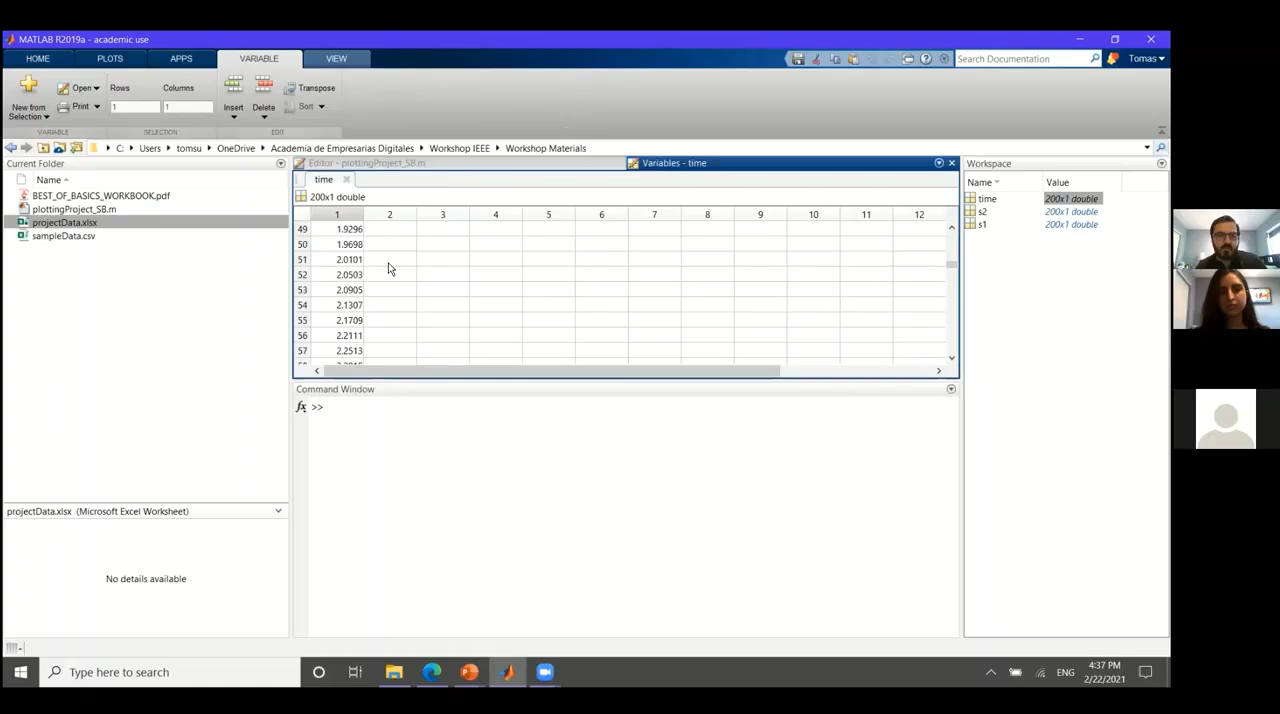 MATLAB R2019a - academic use
HOME PLOTS APPS VARIABLE VIEW
Search Documentation Tomas
Open Rows Columns Transpose
New from Selection Print 1 1 Insert Delete Sort
VARIABLE SELECTION EDIT
C: Users tomsu OneDrive Academia de Empresarias Digitales Workshop IEEE Workshop Materials
Current Folder
Name
BEST_OF_BASICS_WORKBOOK.pdf
plottingProject_SB.m
projectData.xlsx
sampleData.csv
projectData.xlsx (Microsoft Excel Worksheet)
No details available
Editor - plottingProject_SB.m Variables - time
time
200x1 double
1 2 3 4 5 6 7 8 9 10 11 12
49 1.9296
50 1.9698
51 2.0101
52 2.0503
53 2.0905
54 2.1307
55 2.1709
56 2.2111
57 2.2513
Command Window
fx >>
Workspace
Name Value
time 200x1 double
s2 200x1 double
s1 200x1 double
Type here to search
ENG
4:37 PM
2/22/2021